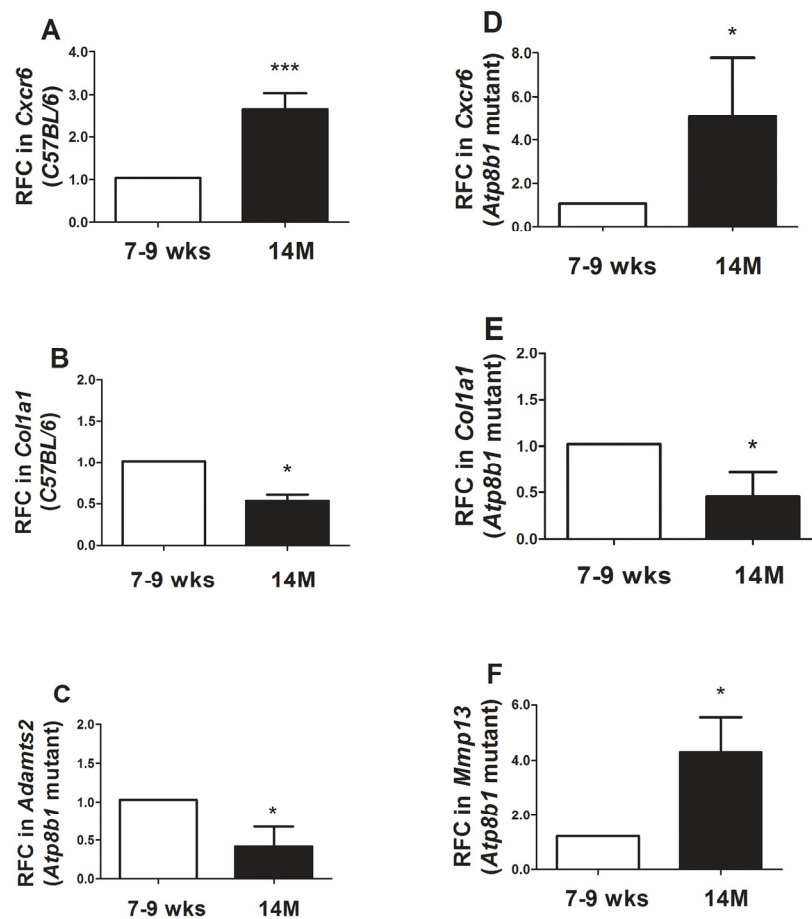 A
RFC in Cxcr6
(C57BL/6)
4.0
3.0
2.0
1.0
0.0
***
7-9 wks
14M
B
RFC in Col1a1
(C57BL/6)
2.0
1.5
1.0
0.5
0.0
*
7-9 wks
14M
C
RFC in Adamts2
(Atp8b1 mutant)
2.0
1.5
1.0
0.5
0.0
*
7-9 wks
14M
D
RFC in Cxcr6
(Atp8b1 mutant)
8.0
6.0
4.0
2.0
0.0
*
7-9 wks
14M
E
RFC in Col1a1
(Atp8b1 mutant)
2.0
1.5
1.0
0.5
0.0
*
7-9 wks
14M
F
RFC in Mmp13
(Atp8b1 mutant)
6.0
4.0
2.0
0.0
*
7-9 wks
14M